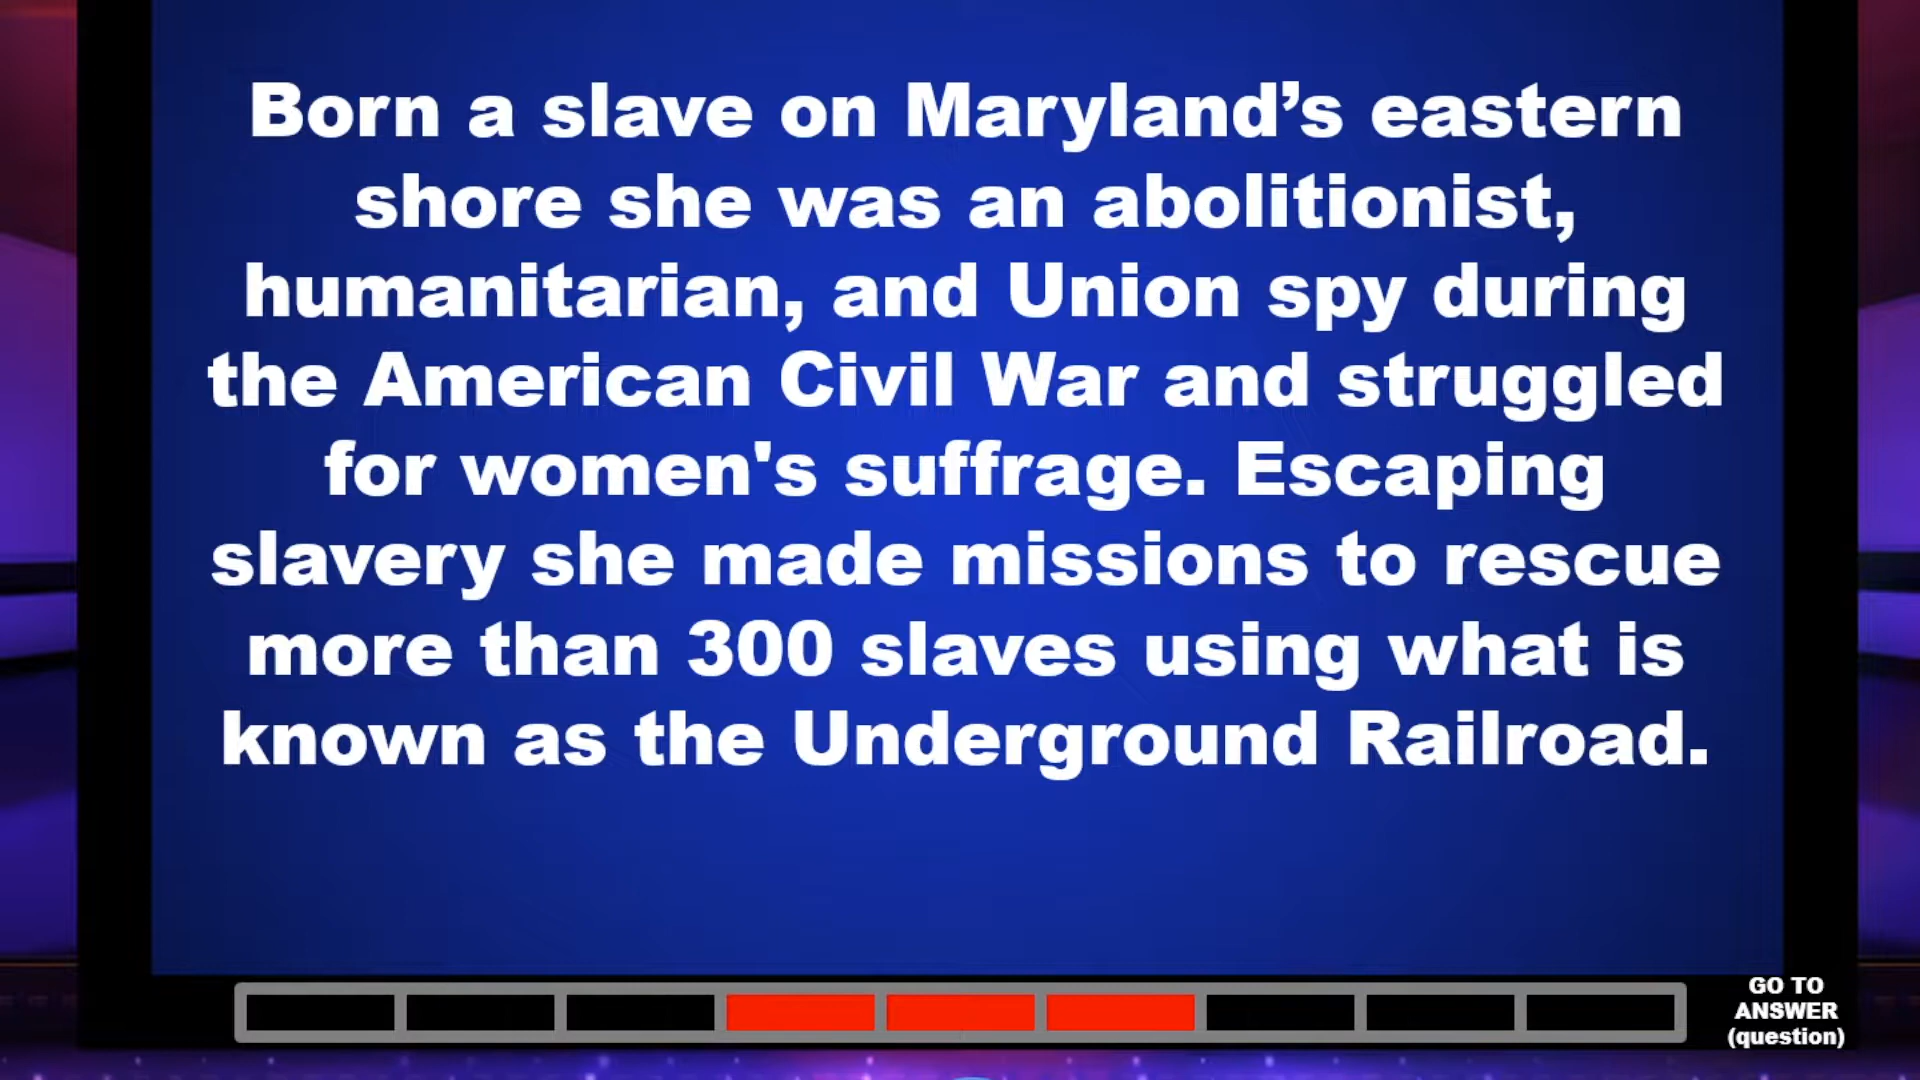 Born a slave on Maryland’s eastern
shore she was an abolitionist,
humanitarian, and Union spy during
the American Civil War and struggled
for women's suffrage. Escaping
slavery she made missions to rescue
more than 300 slaves using what is
known as the Underground Railroad.
GO TO
ANSWER
(question)